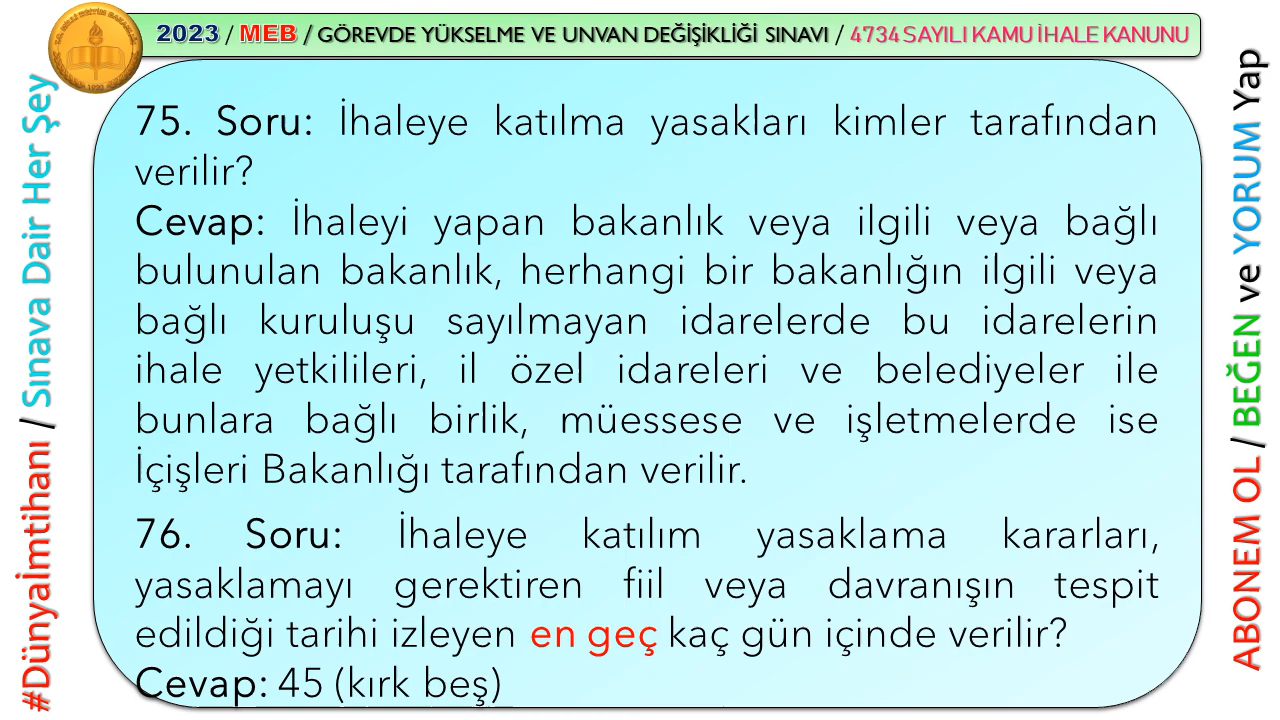 2023 / MEB / GÖREVDE YÜKSELME VE UNVAN DEĞİŞİKLİĞİ SINAVI / 4734 SAYILI KAMU İHALE KANUNU
#Dünyaİmtihanı / Sınava Dair Her Şey
75. Soru: İhaleye katılma yasakları kimler tarafından
verilir?
Cevap: İhaleyi yapan bakanlık veya ilgili veya bağlı
bulunulan bakanlık, herhangi bir bakanlığın ilgili veya
bağlı kuruluşu sayılmayan idarelerde bu idarelerin
ihale yetkilileri, il özel idareleri ve belediyeler ile
bunlara bağlı birlik, müessese ve işletmelerde ise
İçişleri Bakanlığı tarafından verilir.
76. Soru: İhaleye katılım yasaklama kararları,
yasaklamayı gerektiren fiil veya davranışın tespit
edildiği tarihi izleyen en geç kaç gün içinde verilir?
Cevap: 45 (kırk beş)
ABONEM OL / BEĞEN ve YORUM Yap